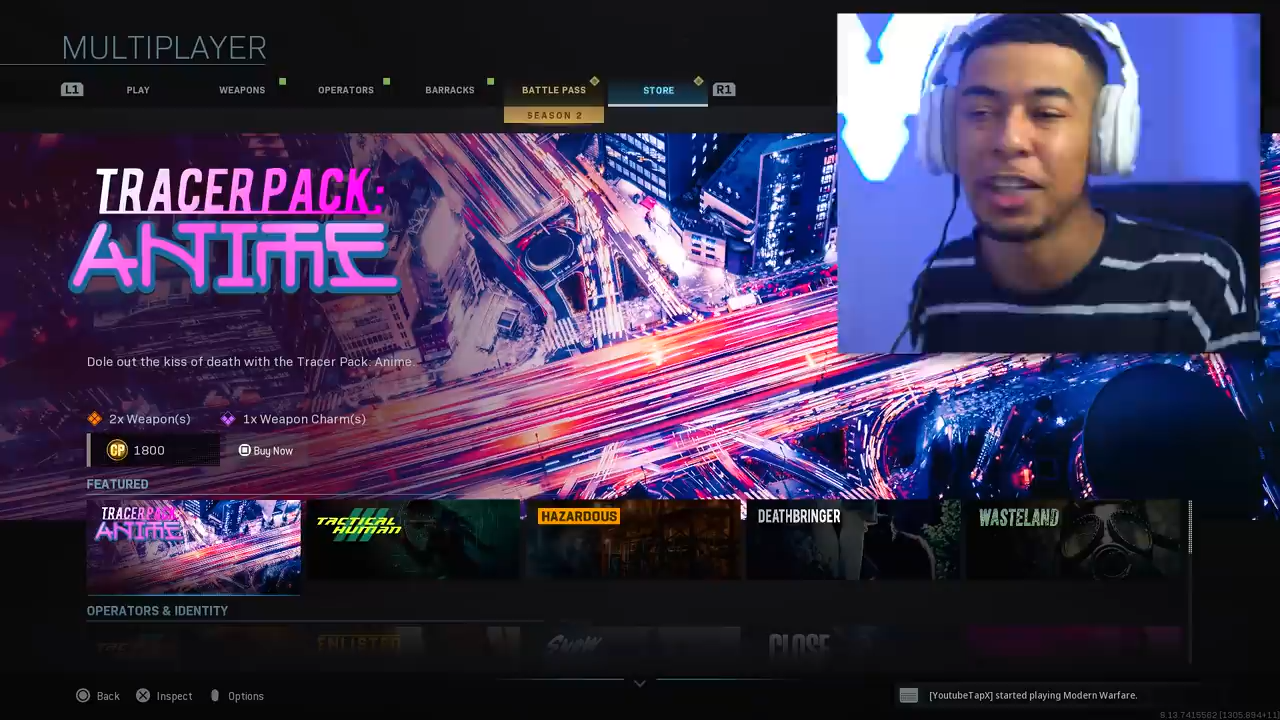 MULTIPLAYER
L1 PLAY WEAPONS OPERATORS BARRACKS BATTLE PASS STORE R1
SEASON 2
TRACER PACK:
ANIME
Dole out the kiss of death with the Tracer Pack: Anime.
2x Weapon(s) 1x Weapon Charm(s)
CP 1800 Buy Now
FEATURED
TRACER PACK:
ANIME
TACTICAL
HUMAN
HAZARDOUS
DEATHBRINGER
WASTELAND
OPERATORS & IDENTITY
ENLISTED
CLOSE
Back Inspect Options
[YoutubeTapX] started playing Modern Warfare.